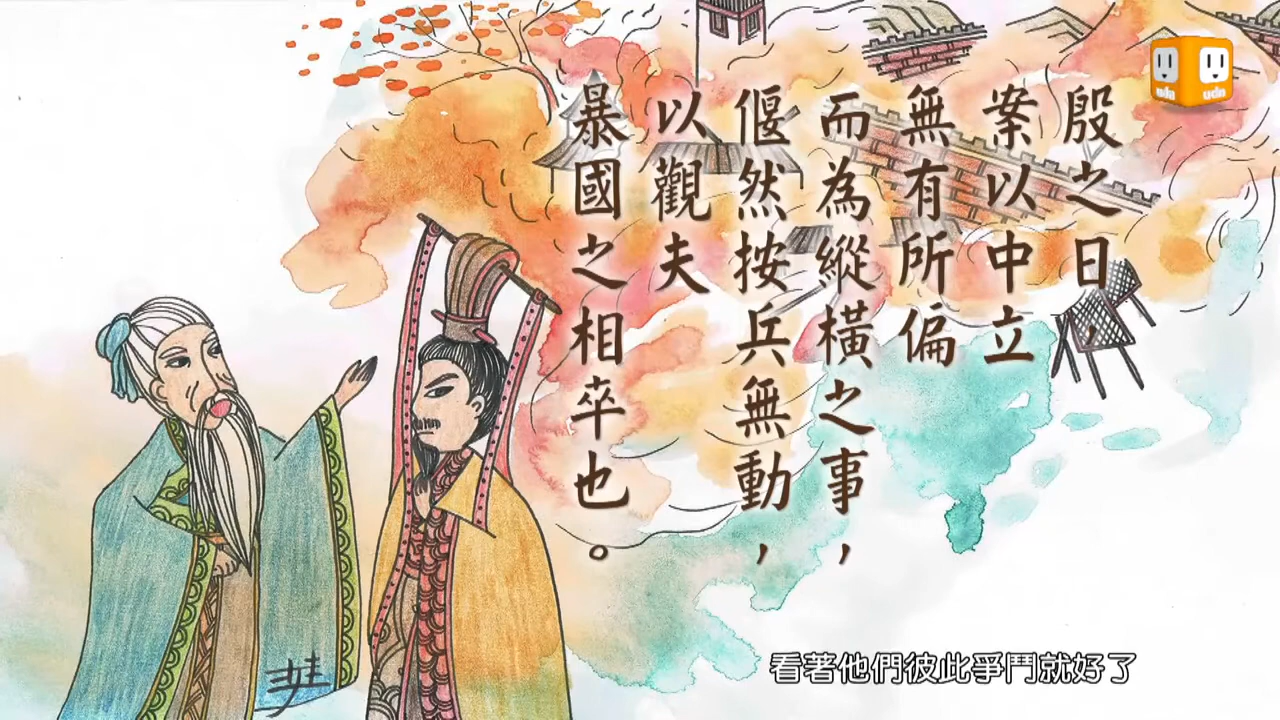 殷之日，
案以中立
無有所偏
而為縱橫之事，
偃然按兵無動，
以觀夫
暴國之相卒也。
看著他們彼此爭鬥就好了
udn
udn